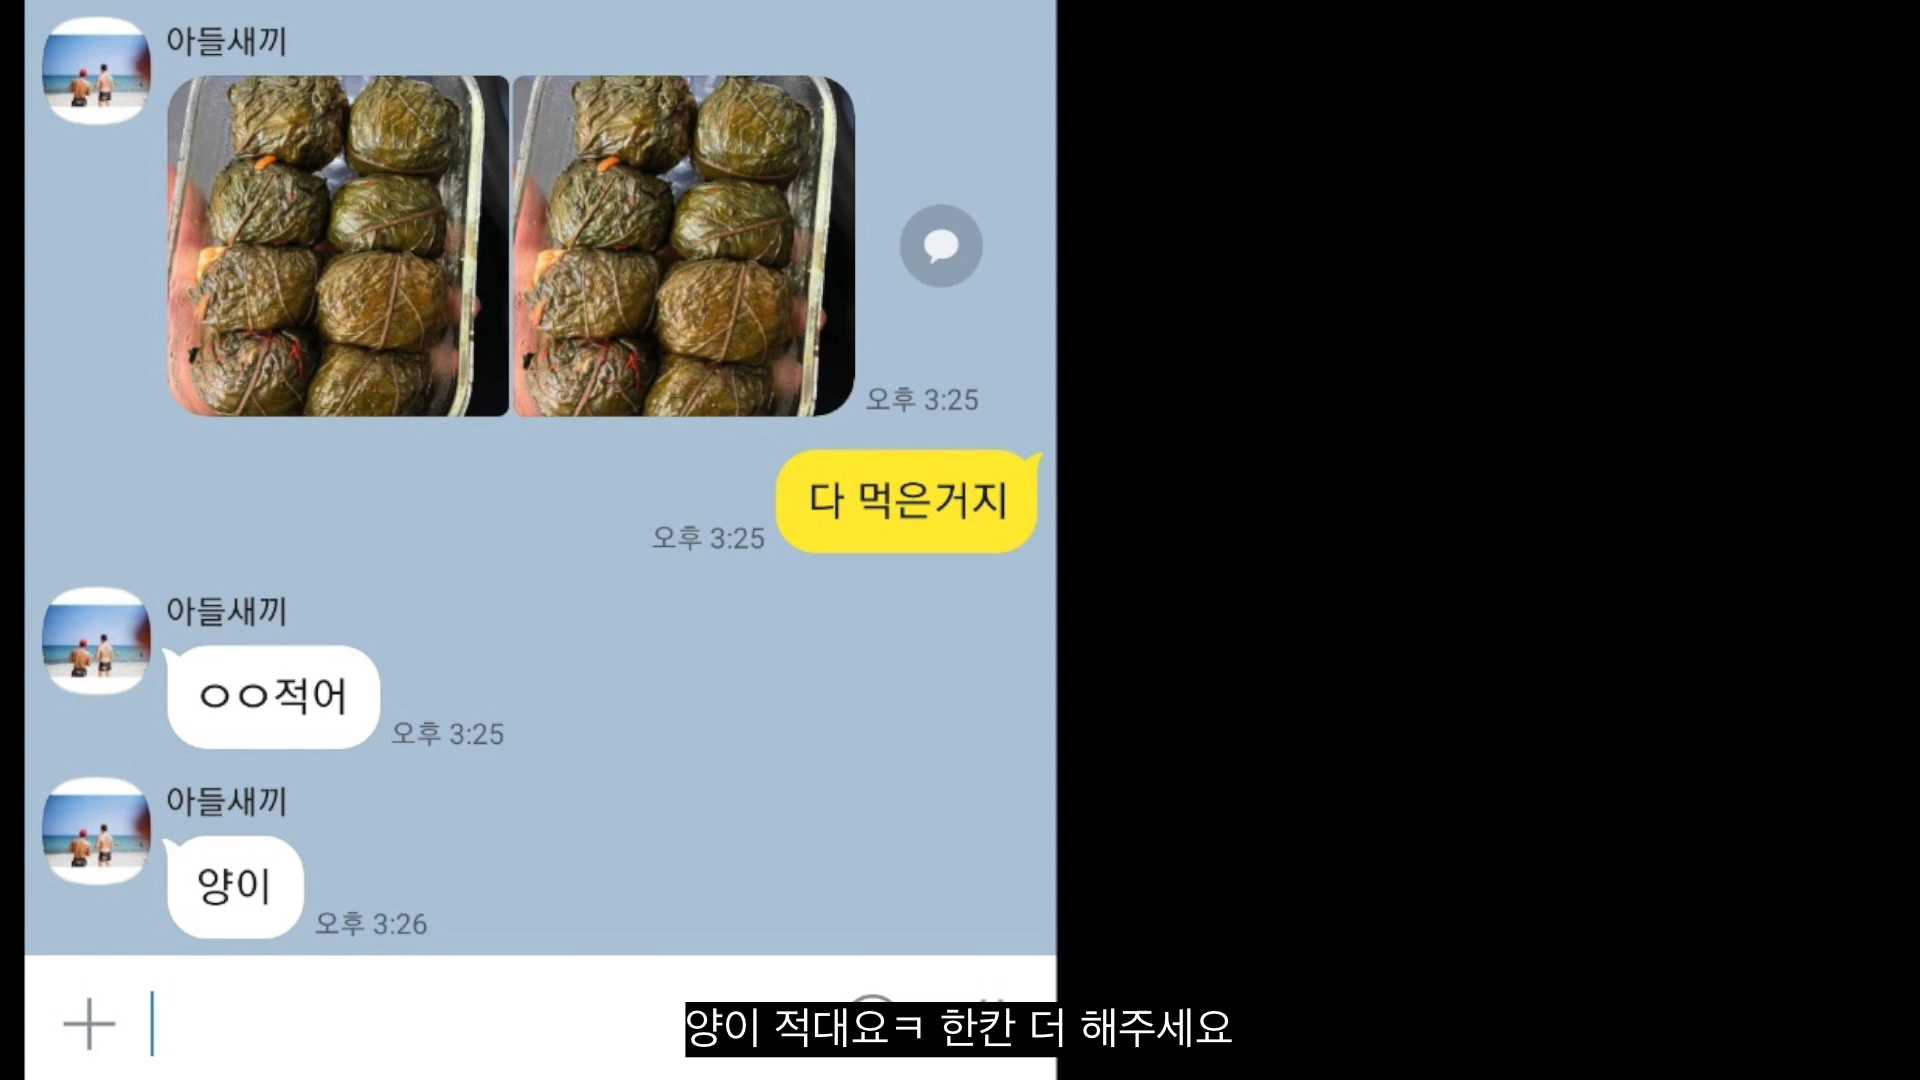 아들새끼
오후 3:25
다 먹은거지
오후 3:25
아들새끼
ㅇㅇ적어
오후 3:25
아들새끼
양이
오후 3:26
양이 적대요ㅋ 한칸 더 해주세요